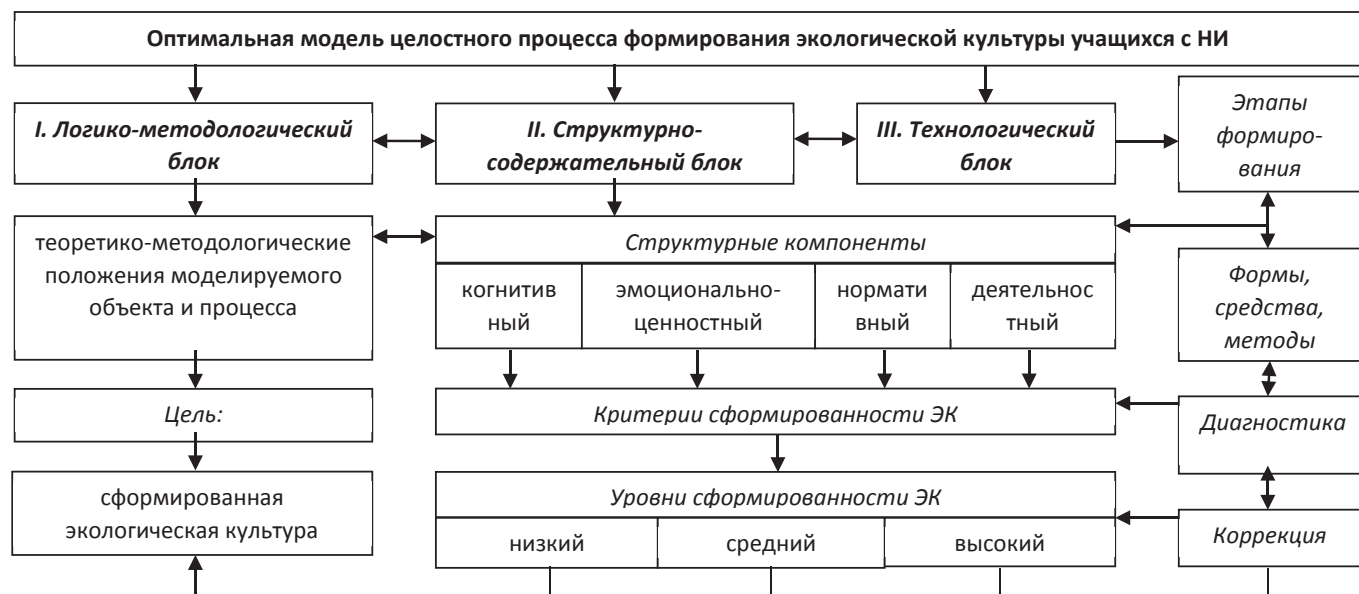 Оптимальная модель целостного процесса формирования экологической культуры учащихся с НИ
I. Логико-методологический
блок
II. Структурно-
содержательный блок
III. Технологический
блок
Этапы
формиро-
вания
теоретико-методологические
положения моделируемого
объекта и процесса
Структурные компоненты
когнитив
ный
эмоционально-
ценностный
нормати
вный
деятельнос
тный
Формы,
средства,
методы
Цель:
Критерии сформированности ЭК
Диагностика
сформированная
экологическая культура
Уровни сформированности ЭК
низкий
средний
высокий
Коррекция